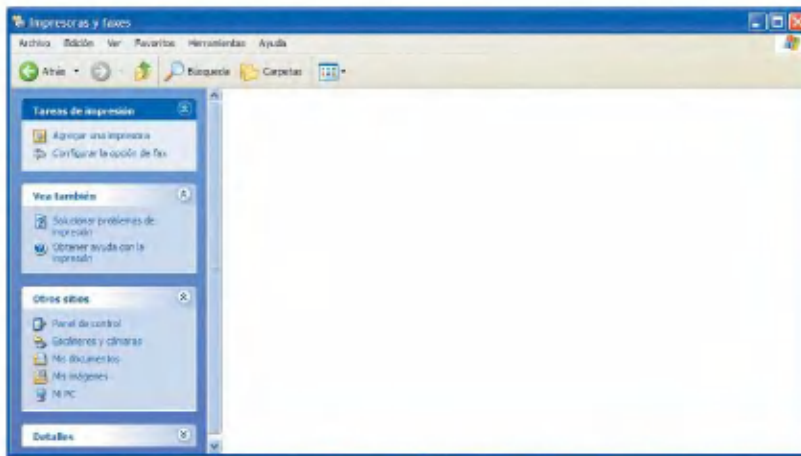 Impresoras y faxes
Archivo Edición Ver Favoritos Herramientas Ayuda
Atrás Búsqueda Carpetas
Tareas de impresión
Agregar una impresora
Configurar la opción de fax
Vea también
Solucionar problemas de
impresión
Obtener ayuda con la
impresión
Otros sitios
Panel de control
Escáneres y cámaras
Mis documentos
Mis imágenes
Mi PC
Detalles